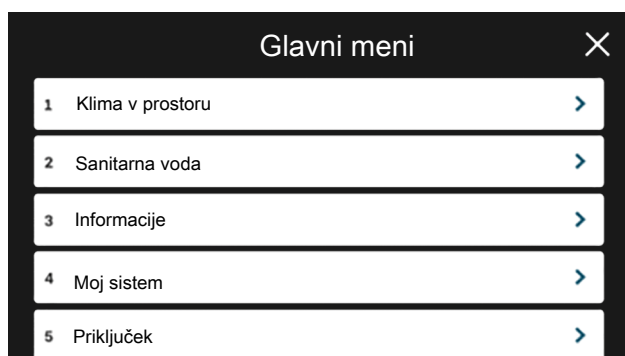 Glavni meni
1 Klima v prostoru
2 Sanitarna voda
3 Informacije
4 Moj sistem
5 Priključek